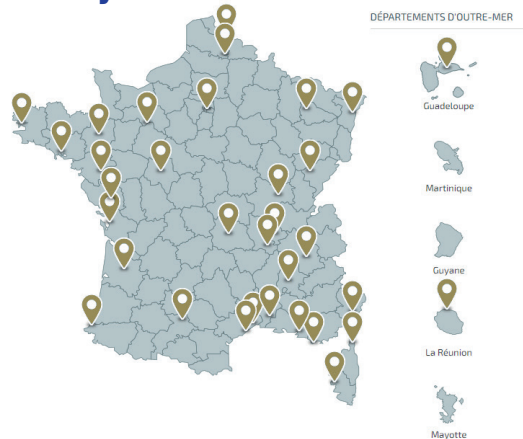 DÉPARTEMENTS D'OUTRE-MER
Guadeloupe
Martinique
Guyane
La Réunion
Mayotte